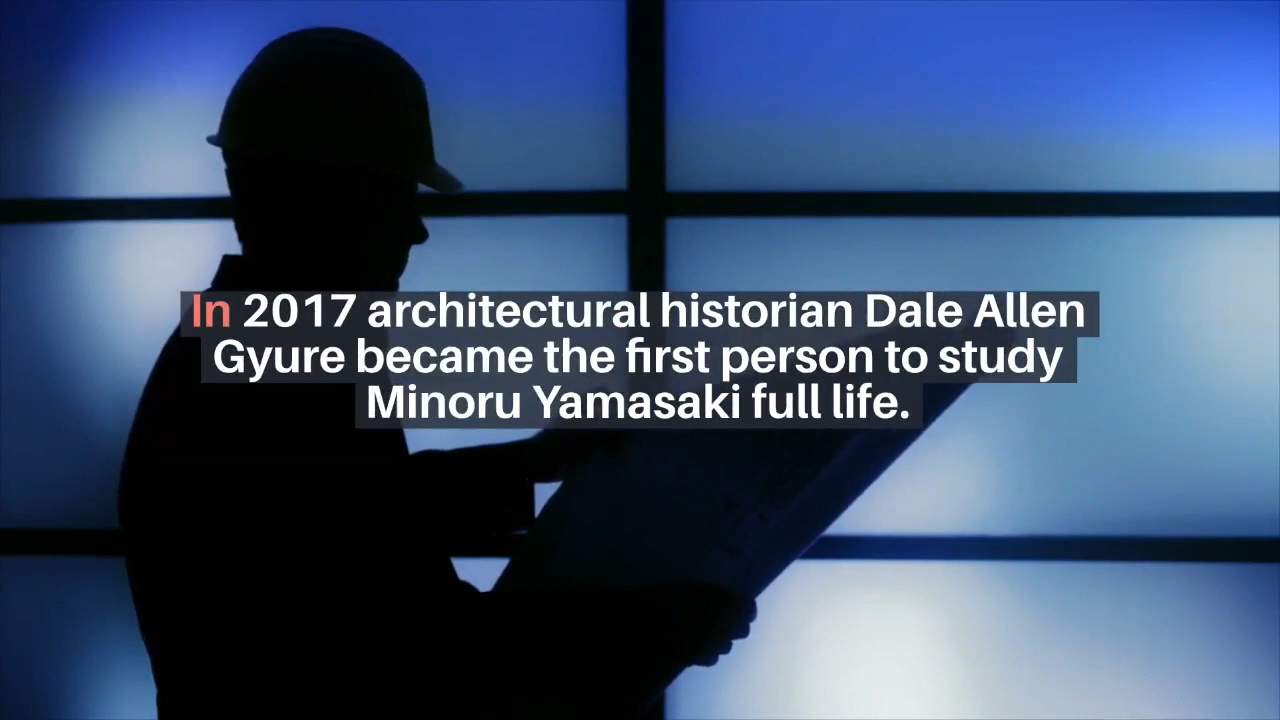 In 2017 architectural historian Dale Allen
Gyure became the first person to study
Minoru Yamasaki full life.